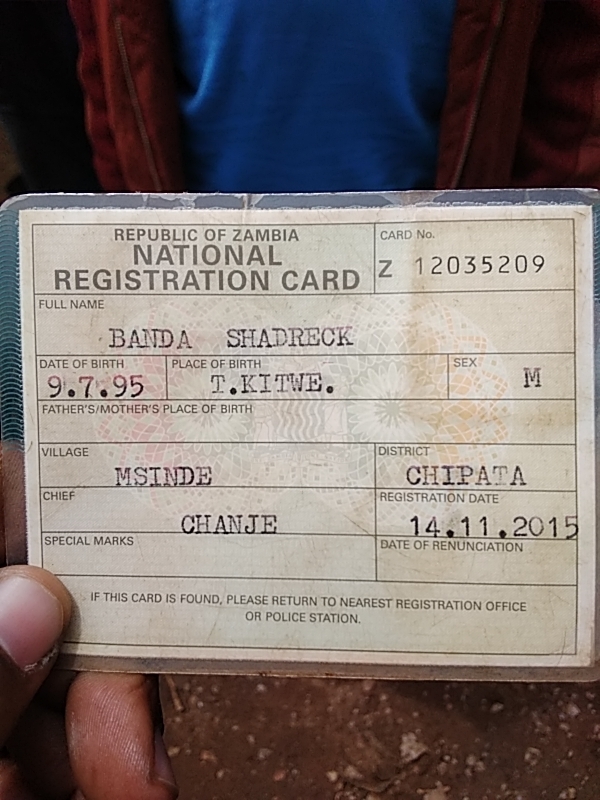 REPUBLIC OF ZAMBIA
NATIONAL
REGISTRATION CARD
CARD No.
Z 12035209
FULL NAME
BANDA SHADRECK
DATE OF BIRTH
9.7.95
PLACE OF BIRTH
T.KITWE.
SEX
M
FATHER'S/MOTHER'S PLACE OF BIRTH
VILLAGE
MSINDE
DISTRICT
CHIPATA
CHIEF
CHANJE
REGISTRATION DATE
14.11.2015
SPECIAL MARKS
DATE OF RENUNCIATION
IF THIS CARD IS FOUND, PLEASE RETURN TO NEAREST REGISTRATION OFFICE
OR POLICE STATION.